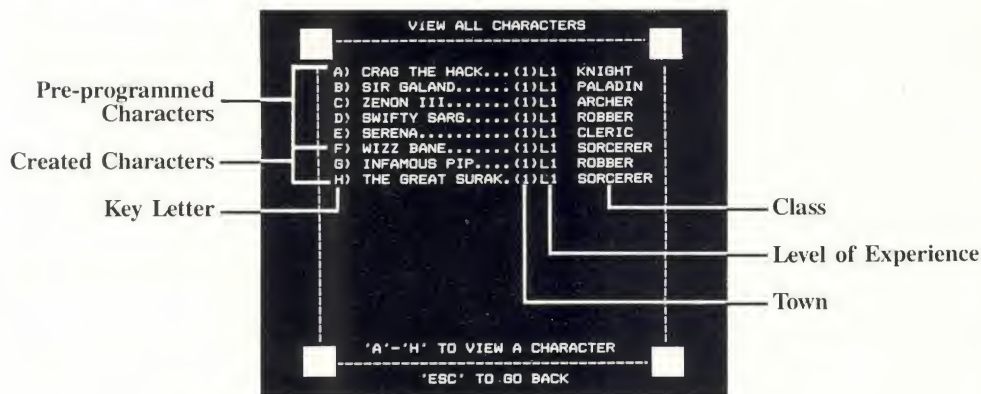 VIEW ALL CHARACTERS
A) CRAG THE HACK...(1)L1 KNIGHT
B) SIR GALAND......(1)L1 PALADIN
C) ZENON III.......(1)L1 ARCHER
D) SWIFTY SARG.....(1)L1 ROBBER
E) SERENA..........(1)L1 CLERIC
F) WIZZ BANE.......(1)L1 SORCERER
G) INFAMOUS PIP....(1)L1 ROBBER
H) THE GREAT SURAK.(1)L1 SORCERER
'A'-'H' TO VIEW A CHARACTER
'ESC' TO GO BACK
Pre-programmed
Characters
Created Characters
Key Letter
Class
Level of Experience
Town